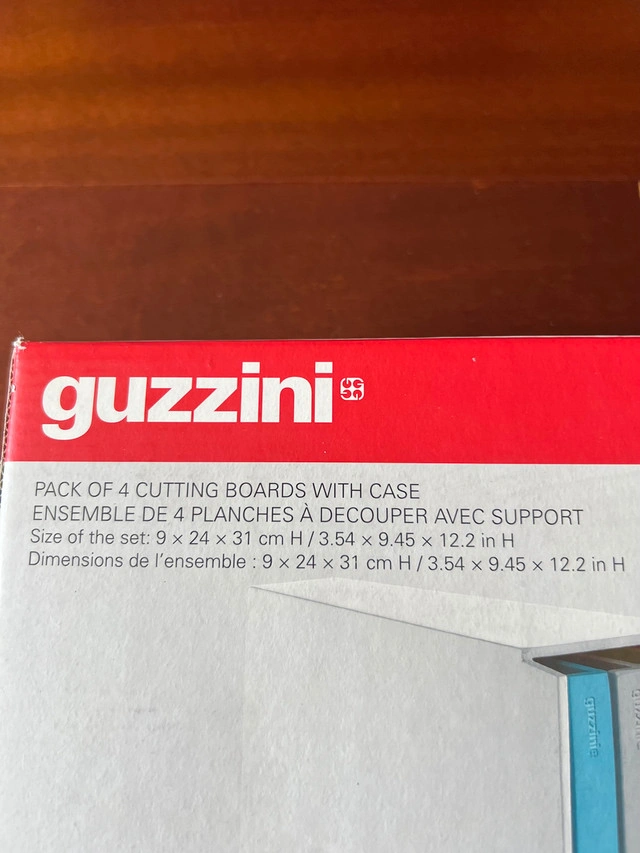 guzzini
PACK OF 4 CUTTING BOARDS WITH CASE
ENSEMBLE DE 4 PLANCHES À DECOUPER AVEC SUPPORT
Size of the set: 9 × 24 × 31 cm H / 3.54 × 9.45 × 12.2 in H
Dimensions de l'ensemble : 9 × 24 × 31 cm H / 3.54 × 9.45 × 12.2 in H
guzzini